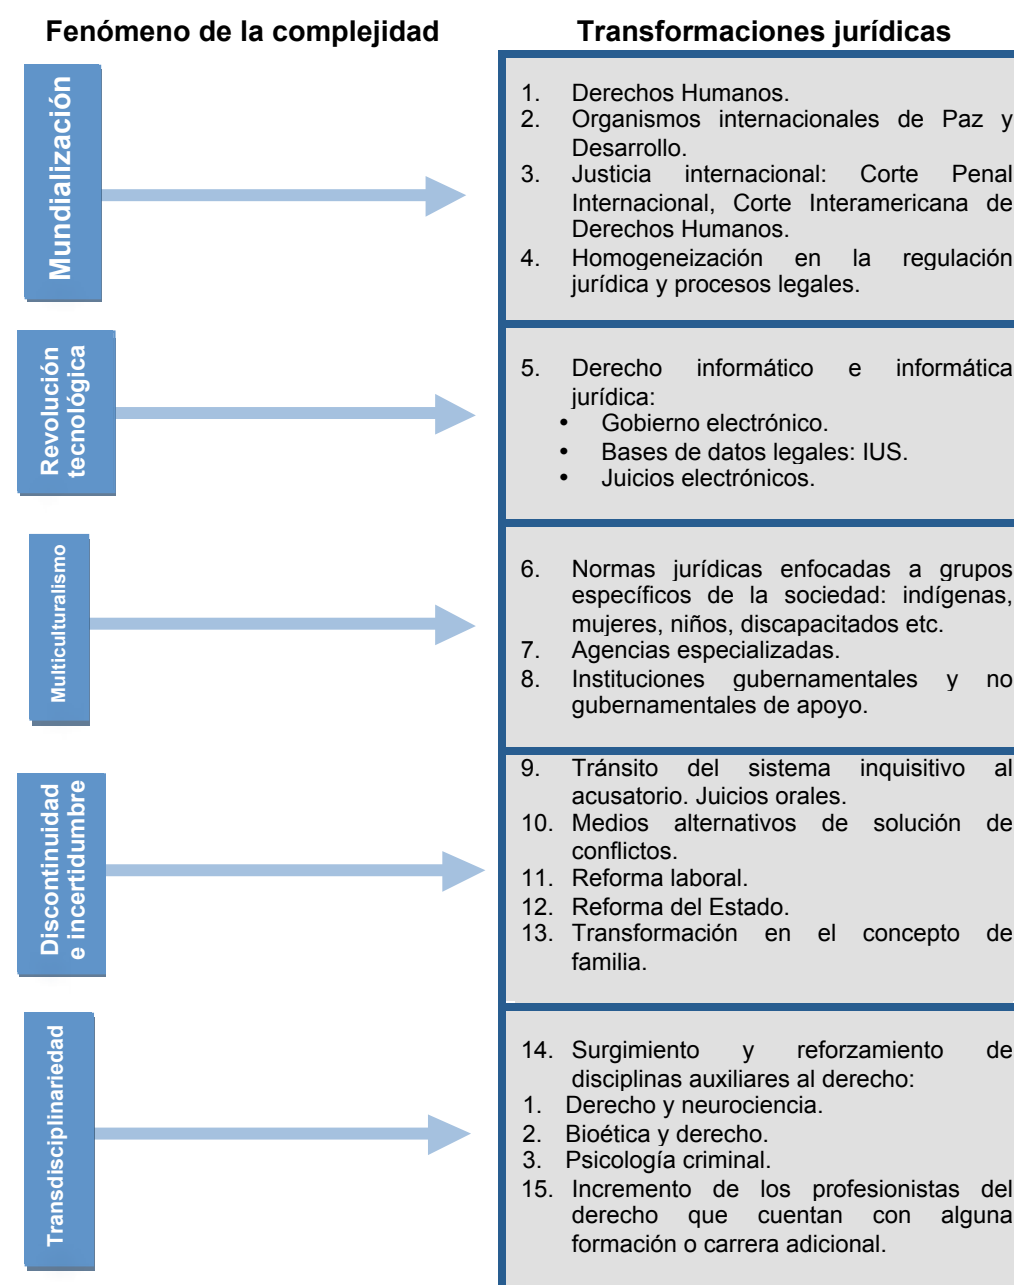 Fenómeno de la complejidad
Transformaciones jurídicas
Mundialización
1. Derechos Humanos.
2. Organismos internacionales de Paz y
Desarrollo.
3. Justicia internacional: Corte Penal
Internacional, Corte Interamericana de
Derechos Humanos.
4. Homogeneización en la regulación
jurídica y procesos legales.
Revolución
tecnológica
5. Derecho informático e informática
jurídica:
• Gobierno electrónico.
• Bases de datos legales: IUS.
• Juicios electrónicos.
Multiculturalismo
6. Normas jurídicas enfocadas a grupos
específicos de la sociedad: indígenas,
mujeres, niños, discapacitados etc.
7. Agencias especializadas.
8. Instituciones gubernamentales y no
gubernamentales de apoyo.
Discontinuidad
e incertidumbre
9. Tránsito del sistema inquisitivo al
acusatorio. Juicios orales.
10. Medios alternativos de solución de
conflictos.
11. Reforma laboral.
12. Reforma del Estado.
13. Transformación en el concepto de
familia.
Transdisciplinariedad
14. Surgimiento y reforzamiento de
disciplinas auxiliares al derecho:
1. Derecho y neurociencia.
2. Bioética y derecho.
3. Psicología criminal.
15. Incremento de los profesionistas del
derecho que cuentan con alguna
formación o carrera adicional.